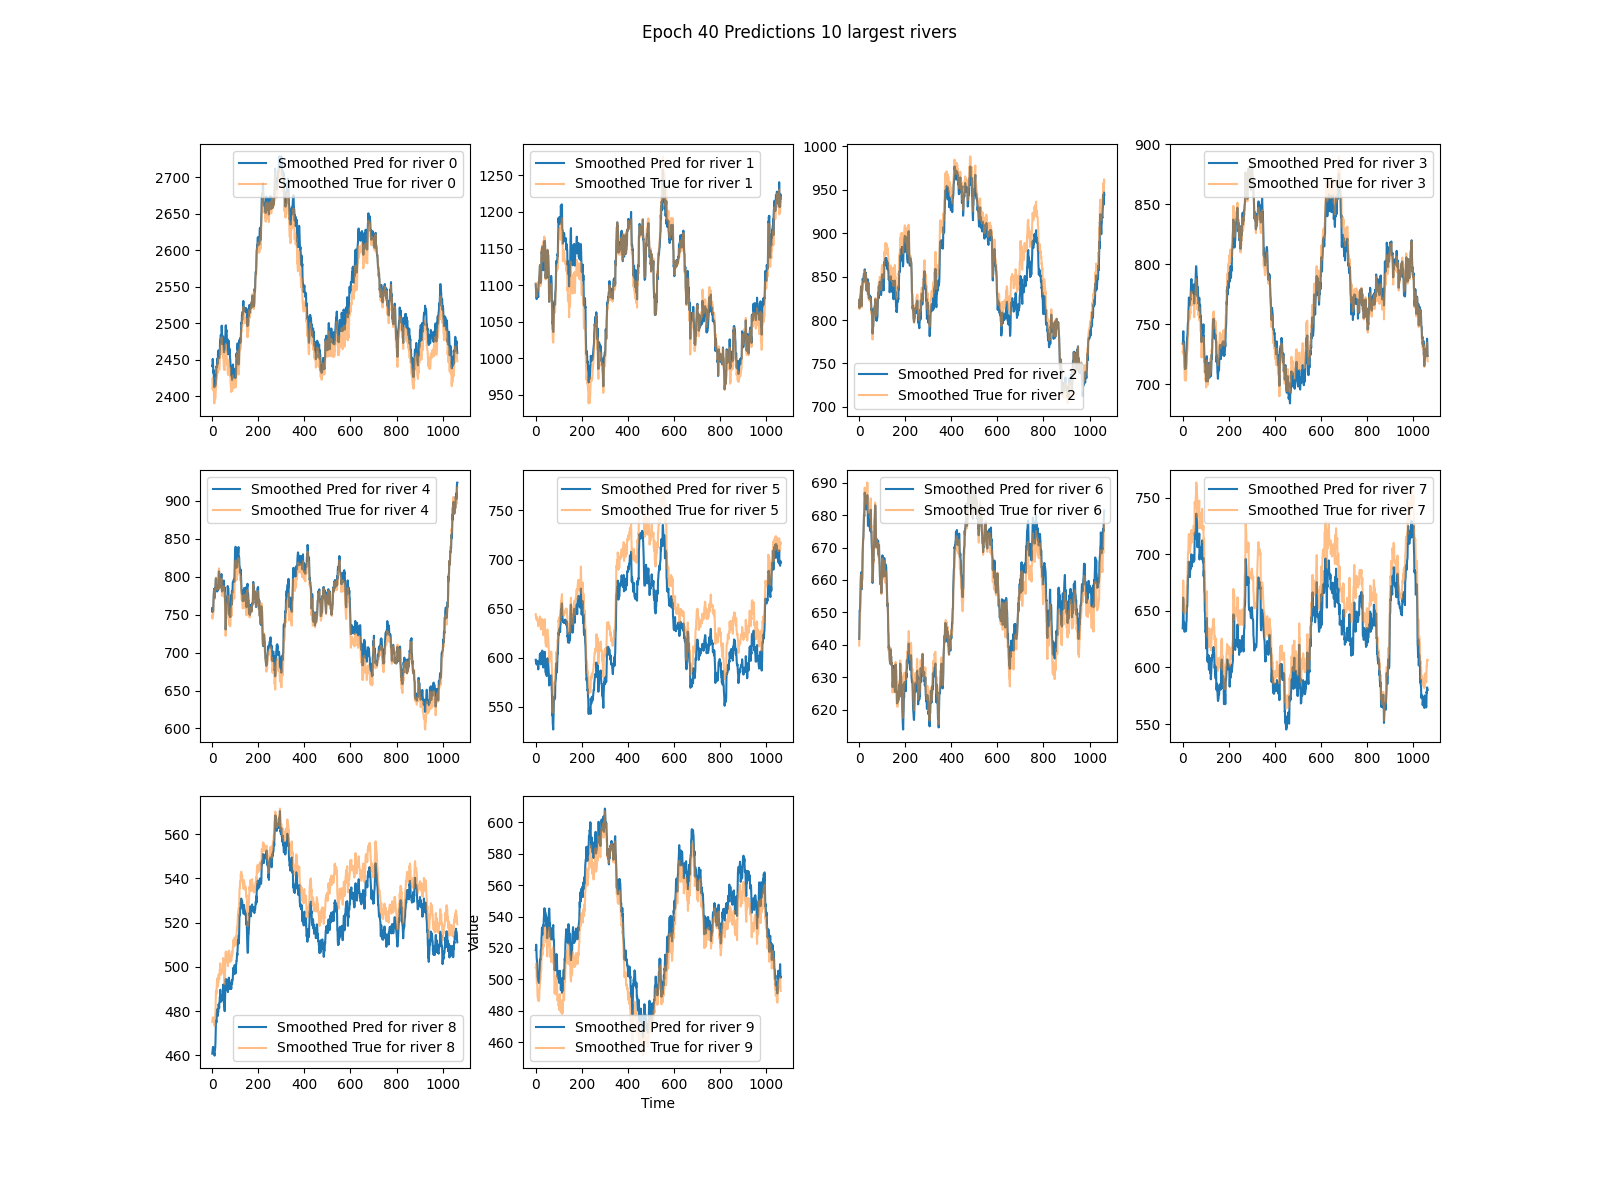 Epoch 40 Predictions 10 largest rivers
Smoothed Pred for river 0
Smoothed True for river 0
2700
2650
2600
2550
2500
2450
2400
0 200 400 600 800 1000
Smoothed Pred for river 1
Smoothed True for river 1
1250
1200
1150
1100
1050
1000
950
0 200 400 600 800 1000
1000
950
900
850
800
750
700
Smoothed Pred for river 2
Smoothed True for river 2
0 200 400 600 800 1000
900
850
800
750
700
Smoothed Pred for river 3
Smoothed True for river 3
0 200 400 600 800 1000
Smoothed Pred for river 4
Smoothed True for river 4
900
850
800
750
700
650
600
0 200 400 600 800 1000
Smoothed Pred for river 5
Smoothed True for river 5
750
700
650
600
550
0 200 400 600 800 1000
Smoothed Pred for river 6
Smoothed True for river 6
690
680
670
660
650
640
630
620
0 200 400 600 800 1000
Smoothed Pred for river 7
Smoothed True for river 7
750
700
650
600
550
0 200 400 600 800 1000
560
540
520
500
480
460
Smoothed Pred for river 8
Smoothed True for river 8
0 200 400 600 800 1000
Value
600
580
560
540
520
500
480
460
Smoothed Pred for river 9
Smoothed True for river 9
0 200 400 600 800 1000
Time